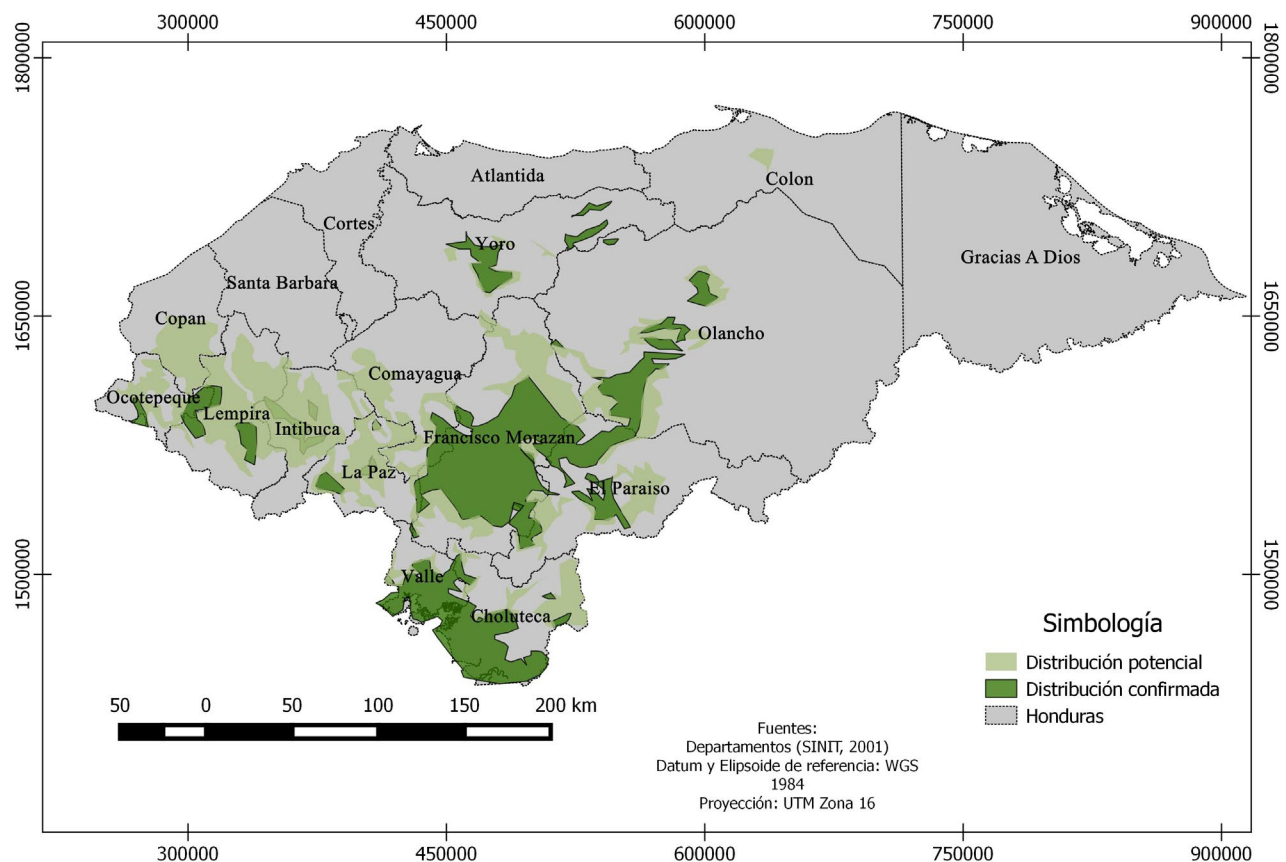 300000 450000 600000 750000 900000
1800000 1800000
Atlantida
Colon
Cortes
Yoro
Gracias A Dios
Santa Barbara
1650000 1650000
Copan
Olancho
Comayagua
Ocotepeque
Lempira
Intibuca
Francisco Morazan
La Paz
El Paraiso
1500000 1500000
Valle
Choluteca
Simbología
Distribución potencial
Distribución confirmada
Honduras
50 0 50 100 150 200 km
Fuentes:
Departamentos (SINIT, 2001)
Datum y Elipsoide de referencia: WGS
1984
Proyección: UTM Zona 16
300000 450000 600000 750000 900000